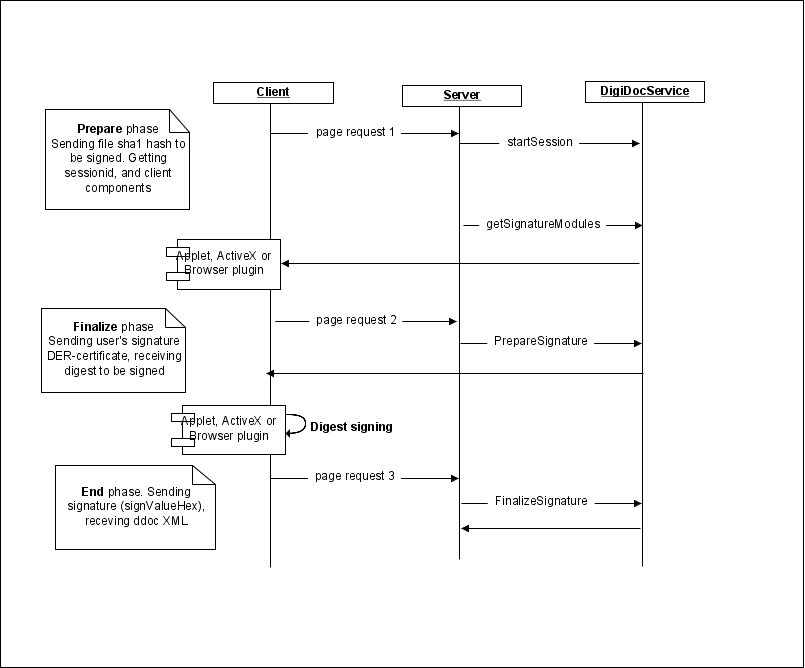 Client
Server
DigiDocService
Prepare phase
Sending file sha1 hash to
be signed. Getting
sessionid, and client
components
page request 1
startSession
getSignatureModules
Applet, ActiveX or
Browser plugin
Finalize phase
Sending user's signature
DER-certificate, receiving
digest to be signed
page request 2
PrepareSignature
Applet, ActiveX or
Browser plugin
Digest signing
End phase. Sending
signature (signValueHex),
receving ddoc XML
page request 3
FinalizeSignature